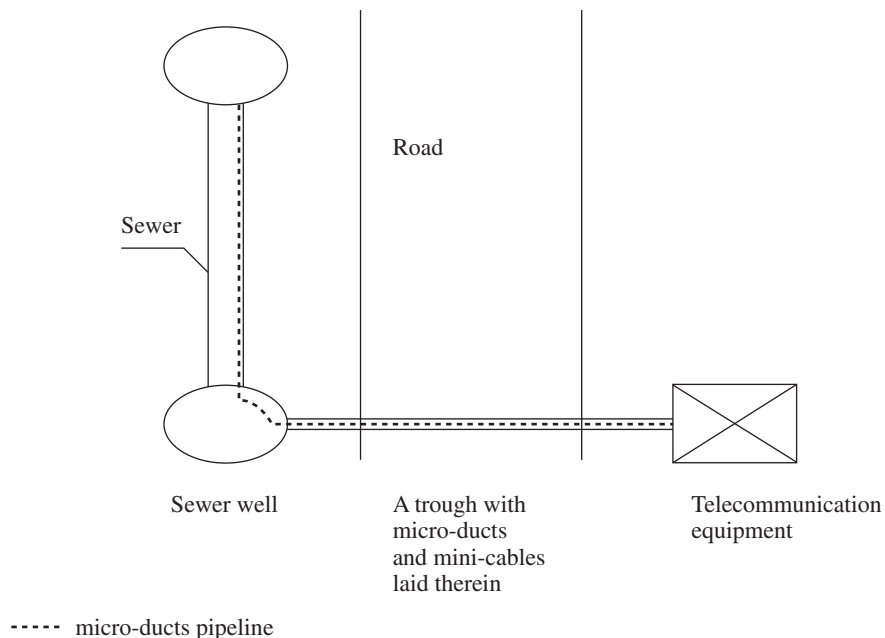 Road
Sewer
Sewer well
A trough with
micro-ducts
and mini-cables
laid therein
Telecommunication
equipment
micro-ducts pipeline